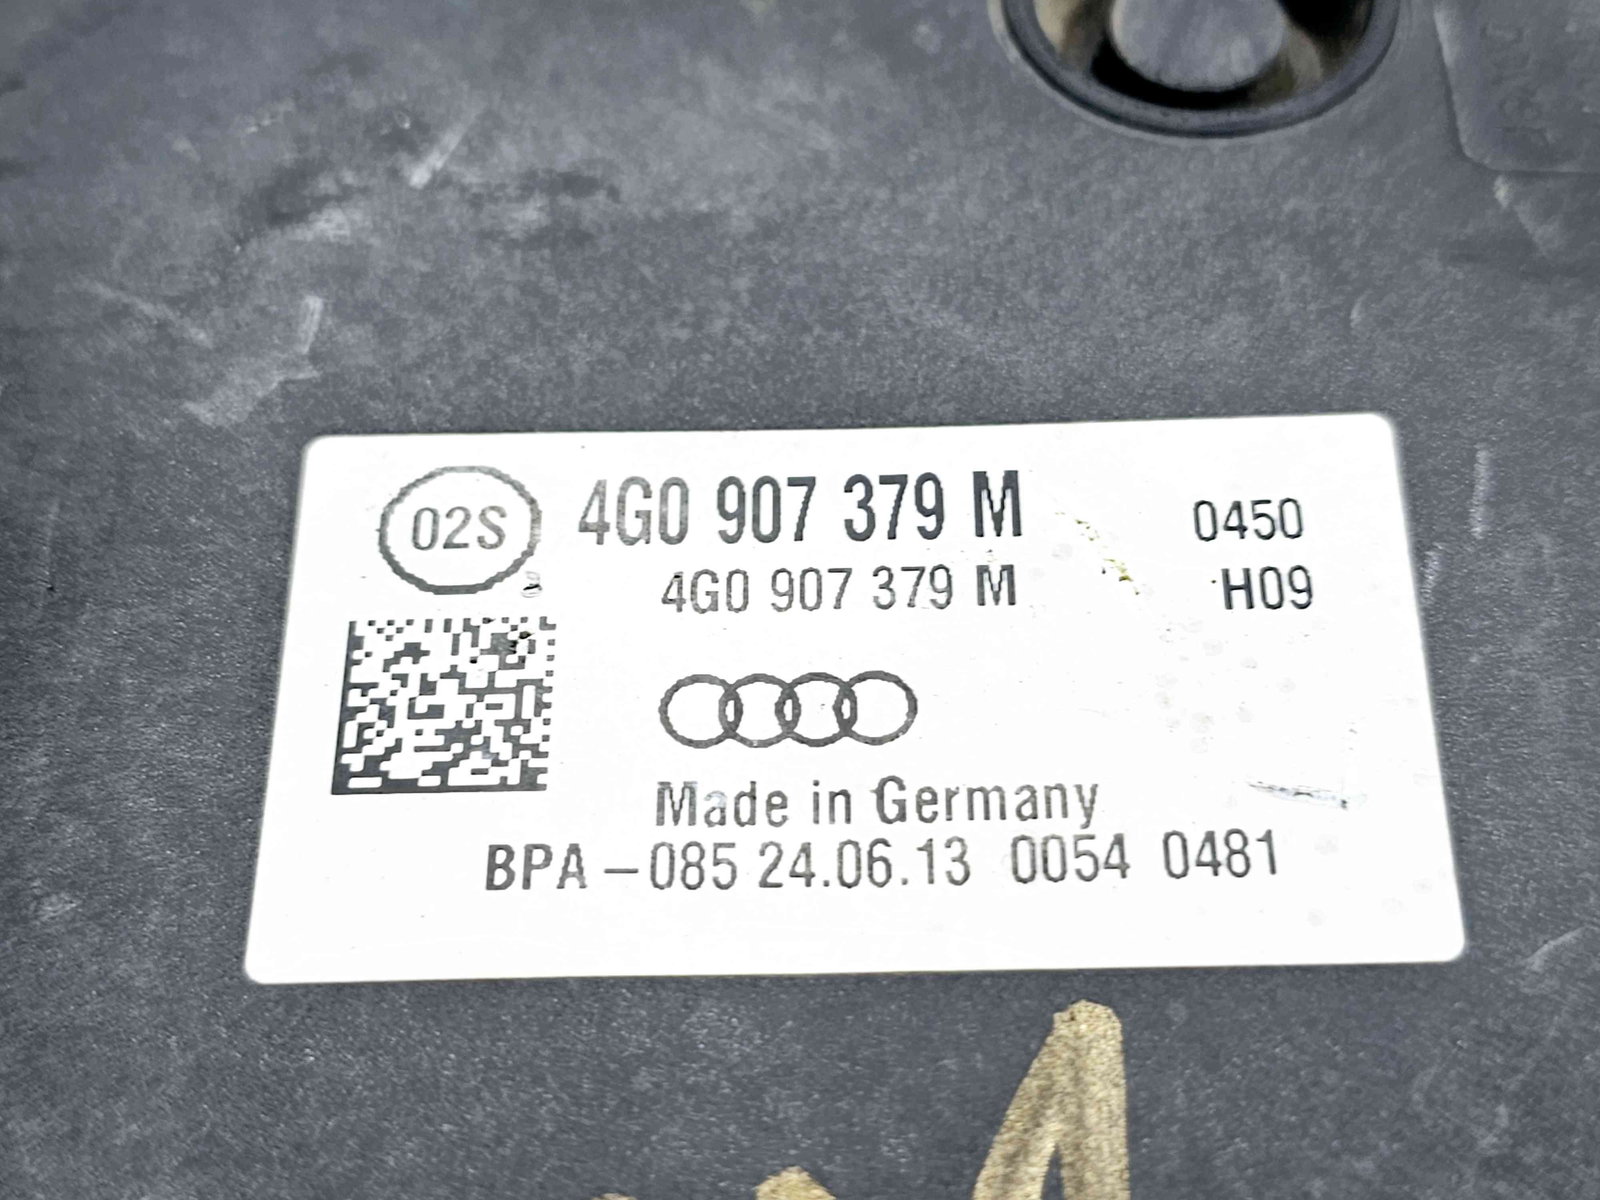 02S 4G0 907 379 M 0450
4G0 907 379 M H09
Made in Germany
BPA-085 24.06.13 0054 0481